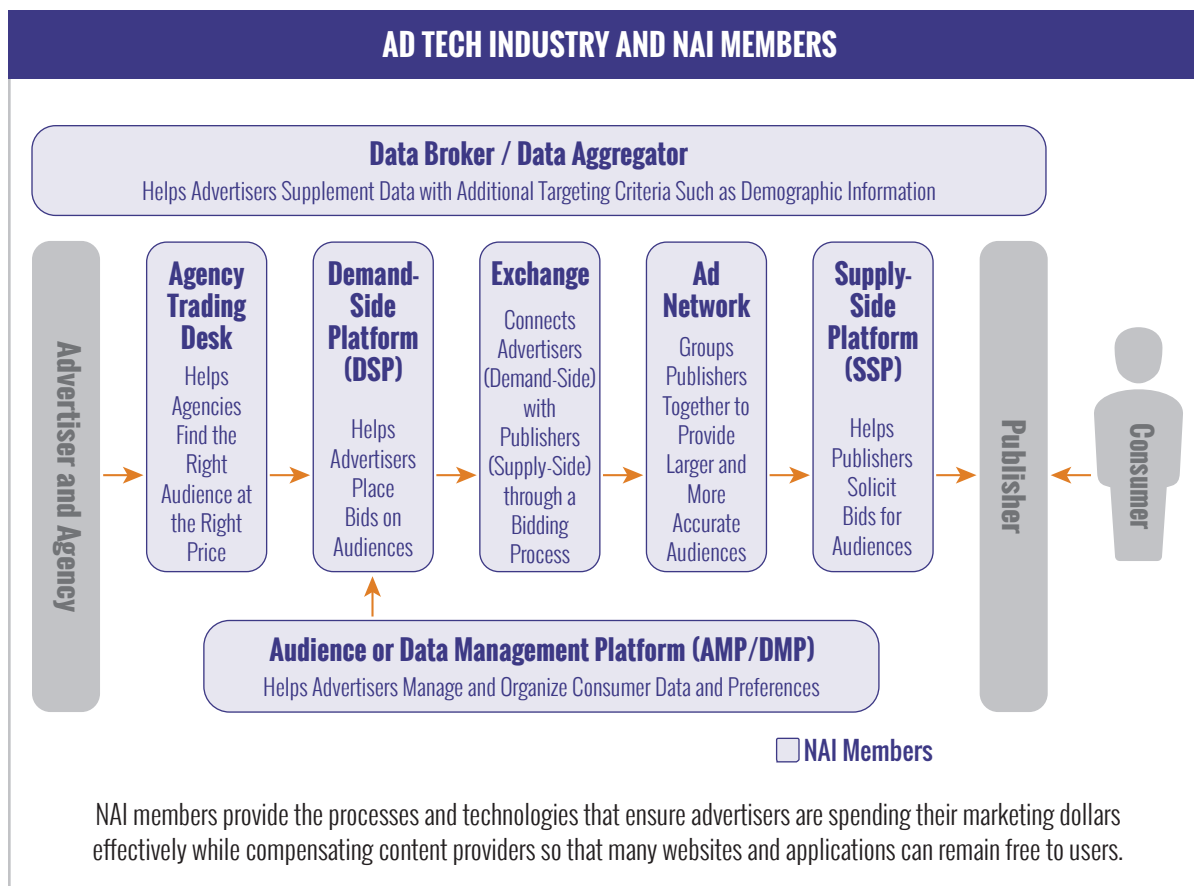 AD TECH INDUSTRY AND NAI MEMBERS
Data Broker / Data Aggregator
Helps Advertisers Supplement Data with Additional Targeting Criteria Such as Demographic Information
Advertiser and Agency
Agency
Trading
Desk
Helps
Agencies
Find the
Right
Audience at
the Right
Price
Demand-
Side
Platform
(DSP)
Helps
Advertisers
Place
Bids on
Audiences
Exchange
Connects
Advertisers
(Demand-Side)
with
Publishers
(Supply-Side)
through a
Bidding
Process
Ad
Network
Groups
Publishers
Together to
Provide
Larger and
More
Accurate
Audiences
Supply-
Side
Platform
(SSP)
Helps
Publishers
Solicit
Bids for
Audiences
Publisher
Consumer
Audience or Data Management Platform (AMP/DMP)
Helps Advertisers Manage and Organize Consumer Data and Preferences
NAI Members
NAI members provide the processes and technologies that ensure advertisers are spending their marketing dollars
effectively while compensating content providers so that many websites and applications can remain free to users.